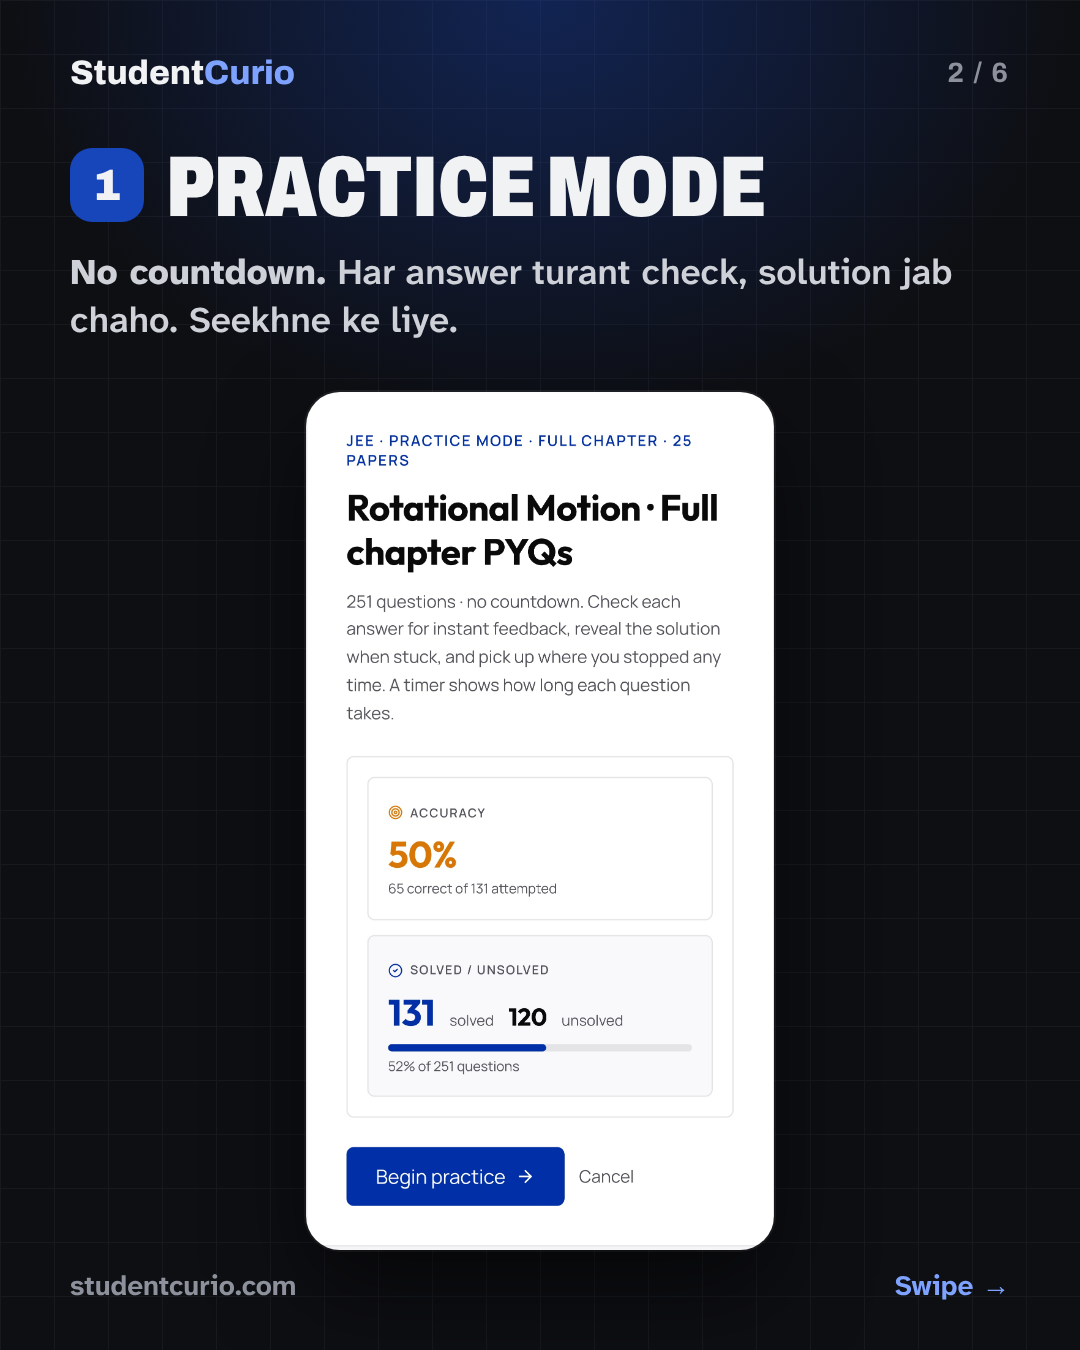 StudentCurio
2 / 6
1 PRACTICE MODE
No countdown. Har answer turant check, solution jab
chaho. Seekhne ke liye.
JEE · PRACTICE MODE · FULL CHAPTER · 25
PAPERS
Rotational Motion · Full
chapter PYQs
251 questions · no countdown. Check each
answer for instant feedback, reveal the solution
when stuck, and pick up where you stopped any
time. A timer shows how long each question
takes.
ACCURACY
50%
65 correct of 131 attempted
SOLVED / UNSOLVED
131 solved 120 unsolved
52% of 251 questions
Begin practice → Cancel
studentcurio.com
Swipe →